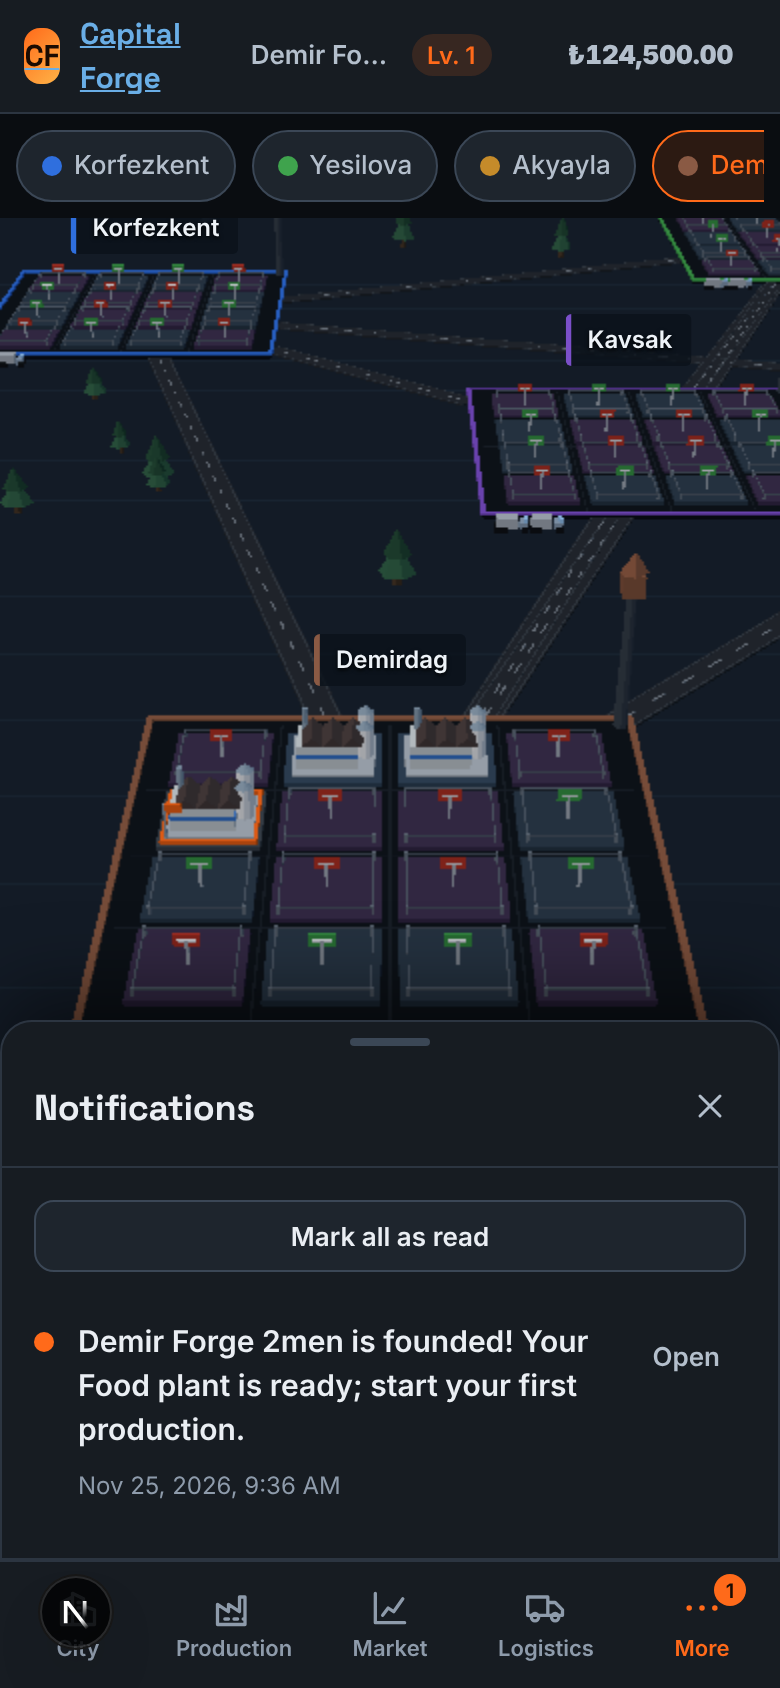 CF
Capital
Forge
Demir Fo...
Lv. 1
₺124,500.00
Korfezkent
Yesilova
Akyayla
Dem
Korfezkent
Kavsak
Demirdag
Notifications
Mark all as read
Demir Forge 2men is founded! Your
Food plant is ready; start your first
production.
Open
Nov 25, 2026, 9:36 AM
N
1
City
Production
Market
Logistics
More